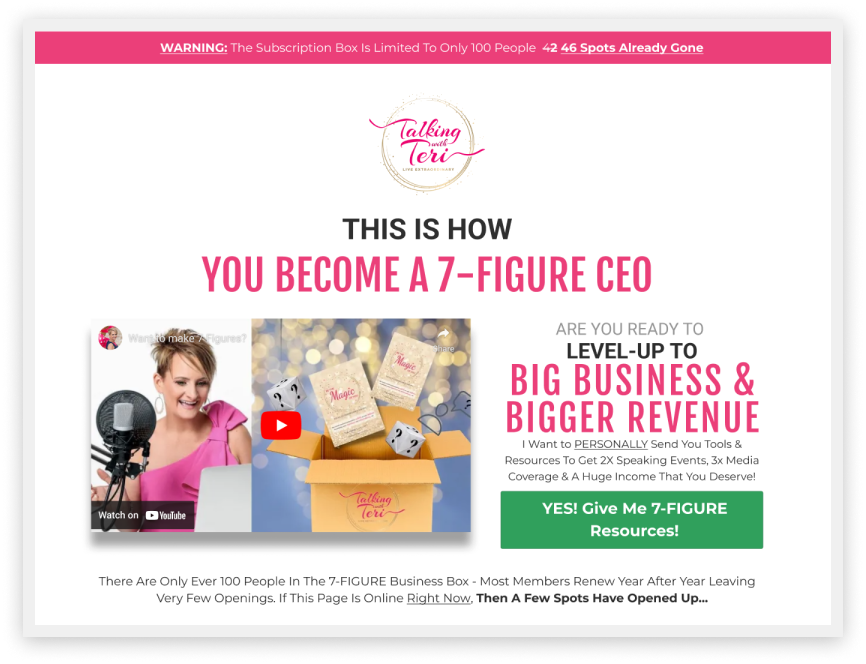 WARNING: The Subscription Box Is Limited To Only 100 People 42 46 Spots Already Gone
Talking
with
Teri
LIVE EXTRAORDINARY
THIS IS HOW
YOU BECOME A 7-FIGURE CEO
Want to make 7-Figures?
Share
Magic
Magic
? ?
? ?
Talking
with
Teri
Watch on YouTube
ARE YOU READY TO
LEVEL-UP TO
BIG BUSINESS &
BIGGER REVENUE
I Want to PERSONALLY Send You Tools &
Resources To Get 2X Speaking Events, 3x Media
Coverage & A Huge Income That You Deserve!
YES! Give Me 7-FIGURE
Resources!
There Are Only Ever 100 People In The 7-FIGURE Business Box - Most Members Renew Year After Year Leaving
Very Few Openings. If This Page Is Online Right Now, Then A Few Spots Have Opened Up...